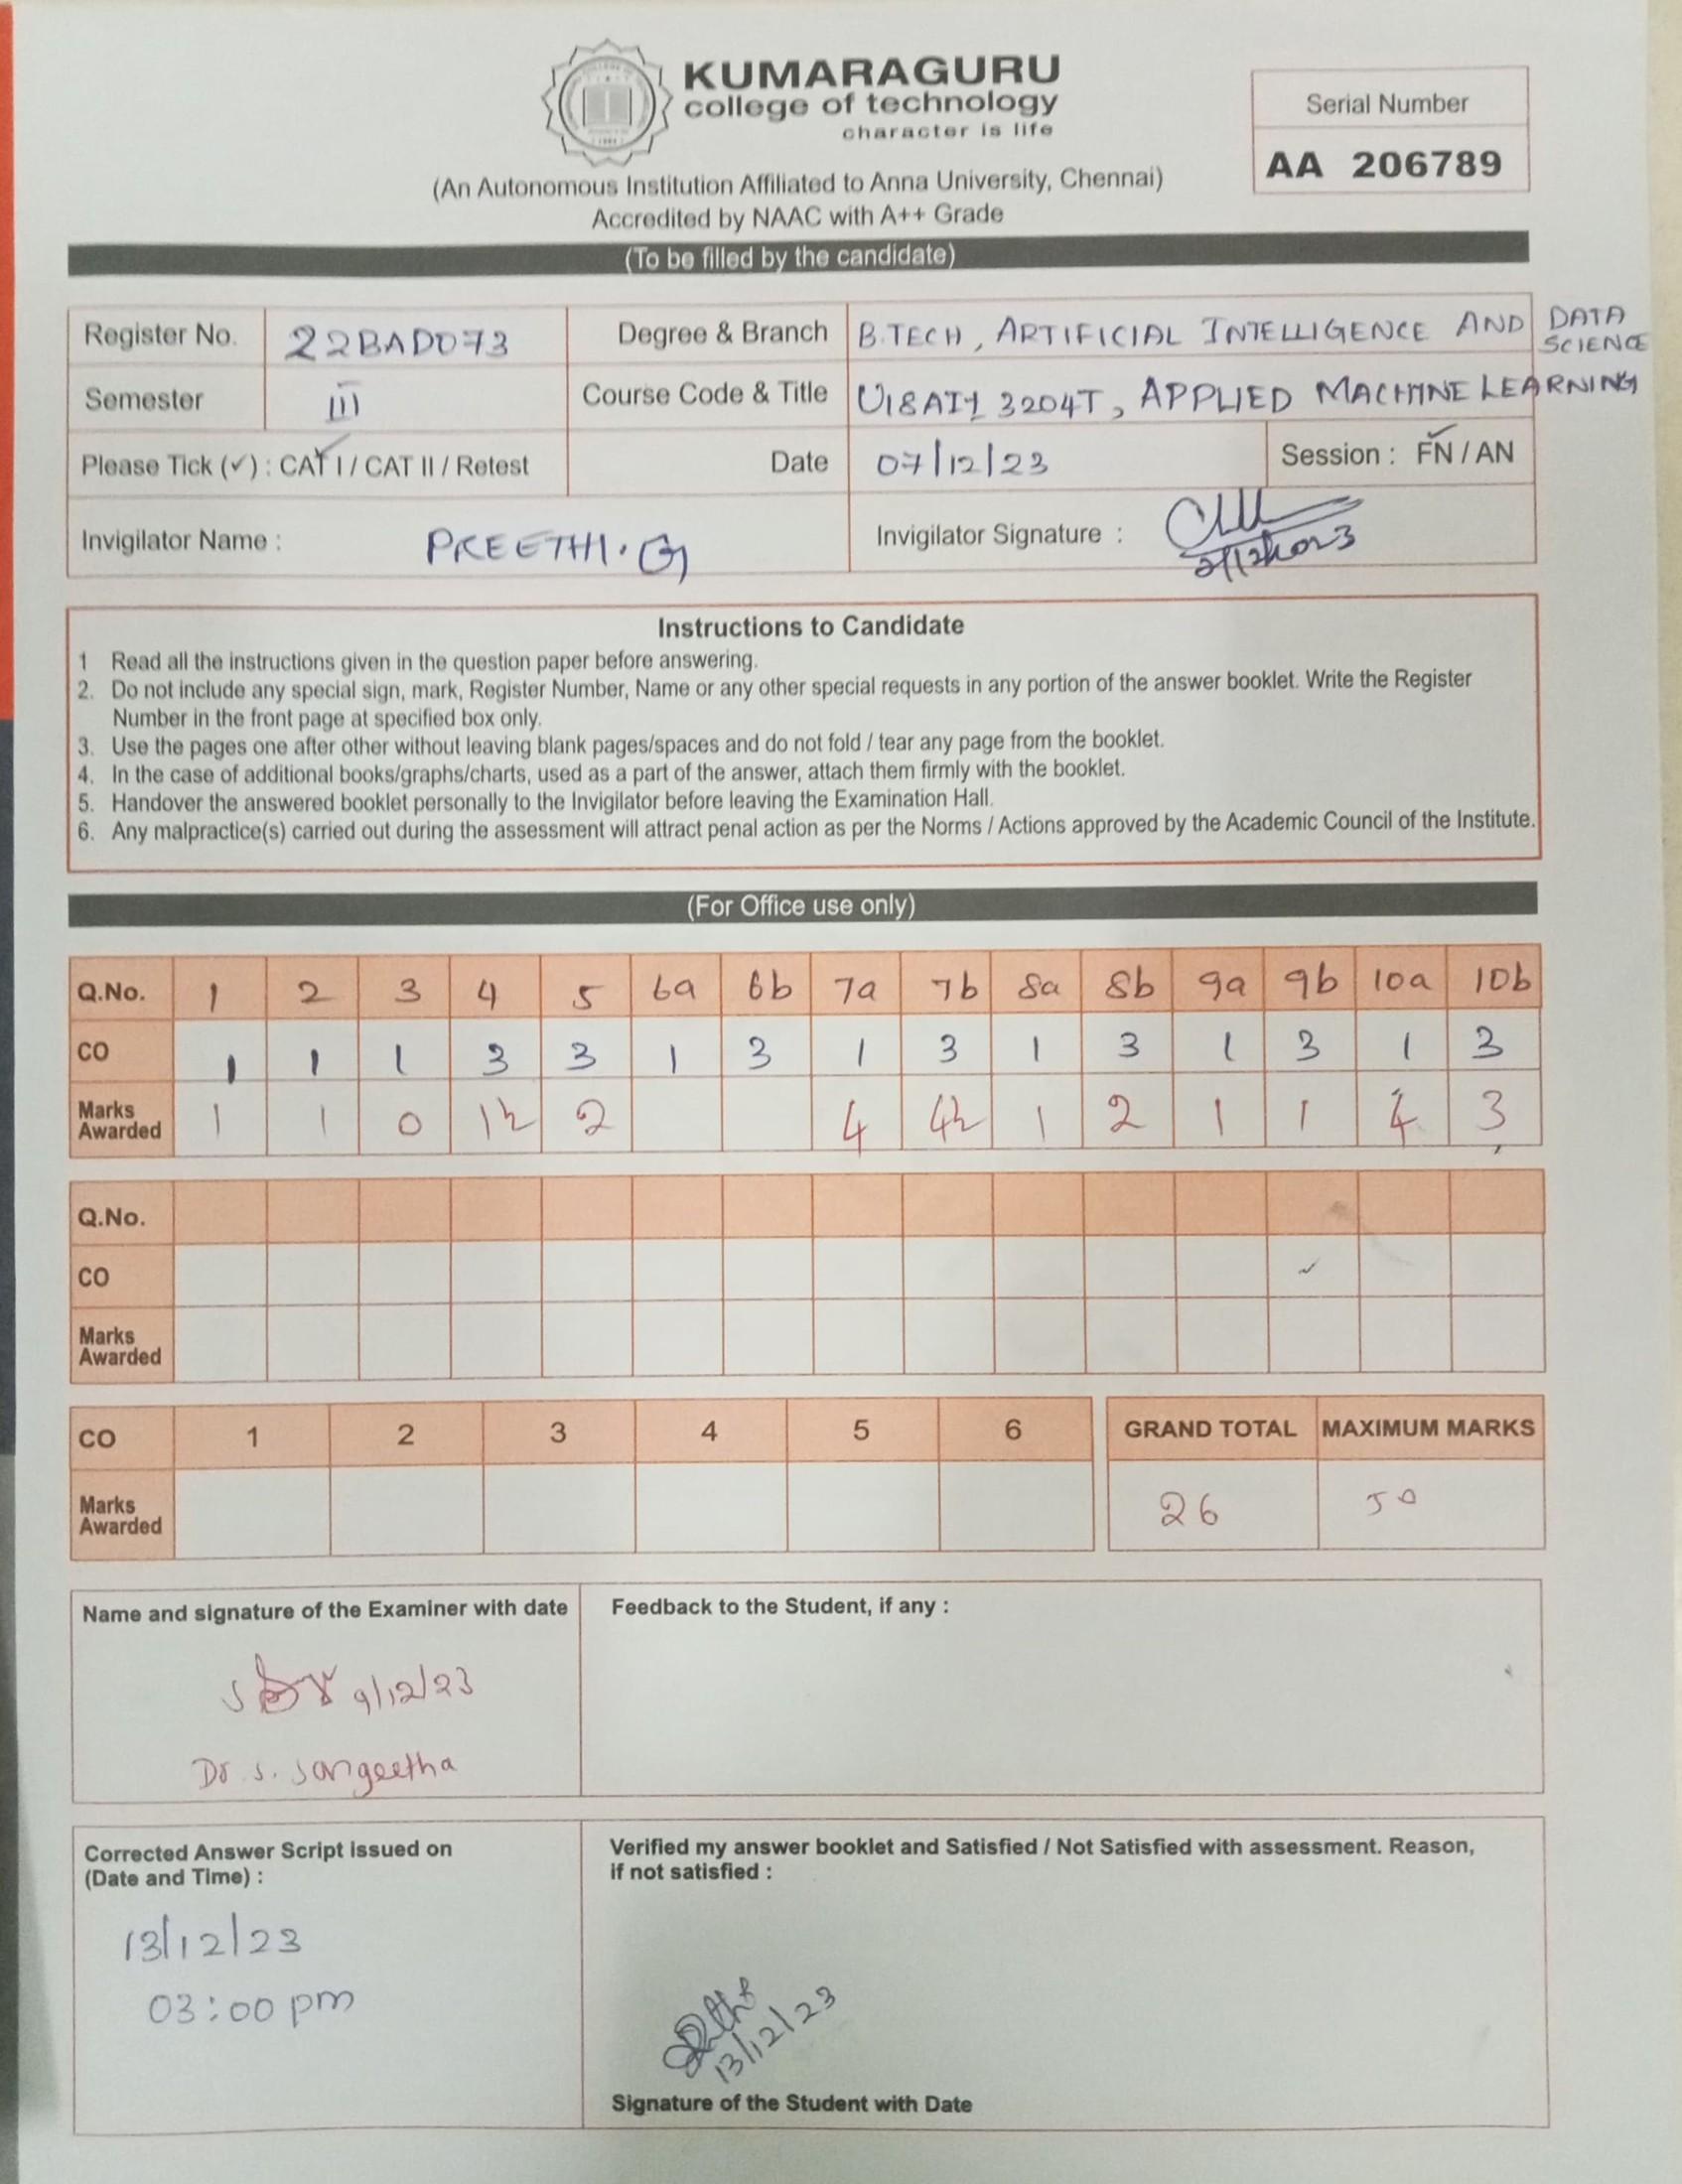 KUMARAGURU
college of technology
character is life
Serial Number
AA 206789
(An Autonomous Institution Affiliated to Anna University, Chennai)
Accredited by NAAC with A++ Grade
(To be filled by the candidate)
Register No. 22BAD073 Degree & Branch B.TECH, ARTIFICIAL INTELLIGENCE AND DATA SCIENCE
Semester III Course Code & Title U18AII3204T, APPLIED MACHINE LEARNING
Please Tick (✓) : CAT I / CAT II / Retest Date 07/12/23 Session : FN / AN
Invigilator Name : PREETHI.G Invigilator Signature :
Instructions to Candidate
1 Read all the instructions given in the question paper before answering.
2. Do not include any special sign, mark, Register Number, Name or any other special requests in any portion of the answer booklet. Write the Register
Number in the front page at specified box only.
3. Use the pages one after other without leaving blank pages/spaces and do not fold / tear any page from the booklet.
4. In the case of additional books/graphs/charts, used as a part of the answer, attach them firmly with the booklet.
5. Handover the answered booklet personally to the Invigilator before leaving the Examination Hall.
6. Any malpractice(s) carried out during the assessment will attract penal action as per the Norms / Actions approved by the Academic Council of the Institute.
(For Office use only)
Q.No. 1 2 3 4 5 6a 6b 7a 7b 8a 8b 9a 9b 10a 10b
CO 1 1 1 3 3 1 3 1 3 1 3 1 3 1 3
Marks Awarded 1 1 0 1½ 2 4 4½ 1 2 1 1 4 3
Q.No.
CO
Marks Awarded
CO 1 2 3 4 5 6 GRAND TOTAL MAXIMUM MARKS
Marks Awarded 26 50
Name and signature of the Examiner with date Feedback to the Student, if any :
9/12/23
Dr. S. Sangeetha
Corrected Answer Script issued on
(Date and Time) :
13/12/23
03:00 pm
Verified my answer booklet and Satisfied / Not Satisfied with assessment. Reason,
if not satisfied :
13/12/23
Signature of the Student with Date